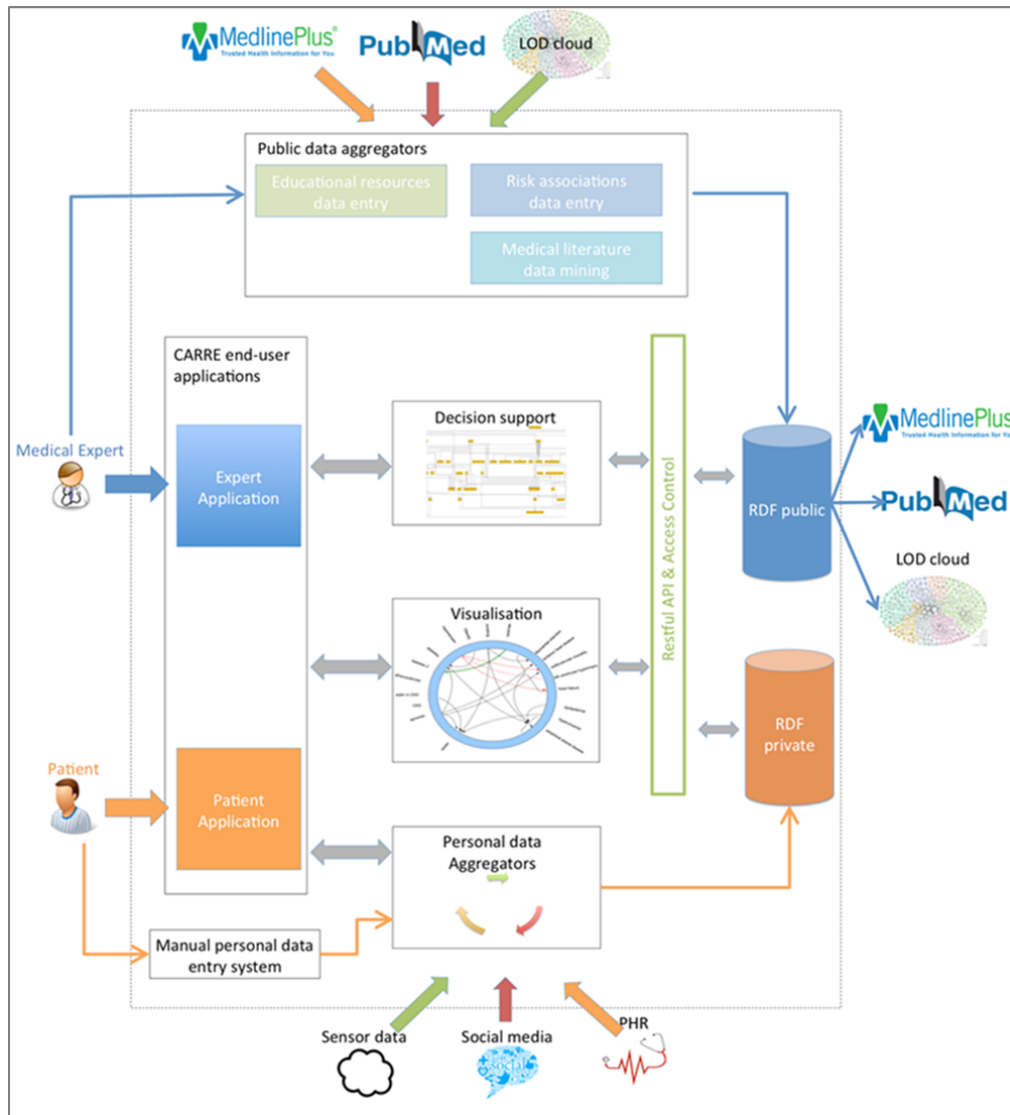 MedlinePlus®
Trusted Health Information for You
PubMed
LOD cloud
Public data aggregators
Educational resources
data entry
Risk associations
data entry
Medical literature
data mining
CARRE end-user
applications
Medical Expert
Expert
Application
Decision support
Restful API & Access Control
RDF public
MedlinePlus
Trusted Health Information for You
PubMed
LOD cloud
Visualisation
RDF
private
Patient
Patient
Application
Personal data
Aggregators
Manual personal data
entry system
Sensor data
Social media
social
PHR